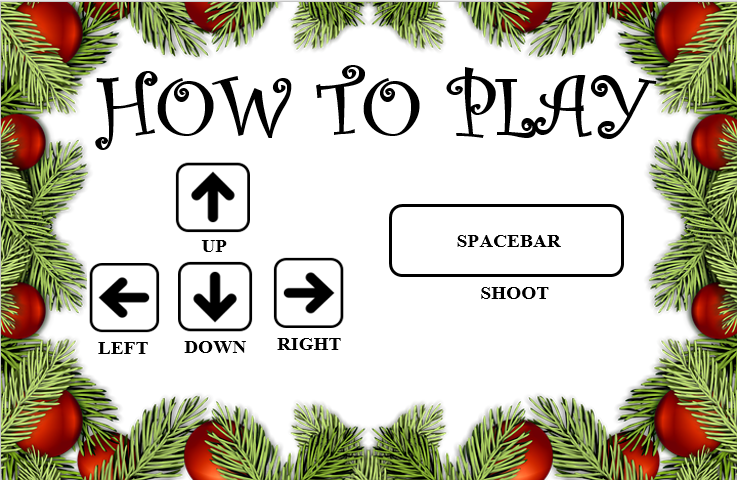 HOW TO PLAY
UP
LEFT
DOWN
RIGHT
SPACEBAR
SHOOT